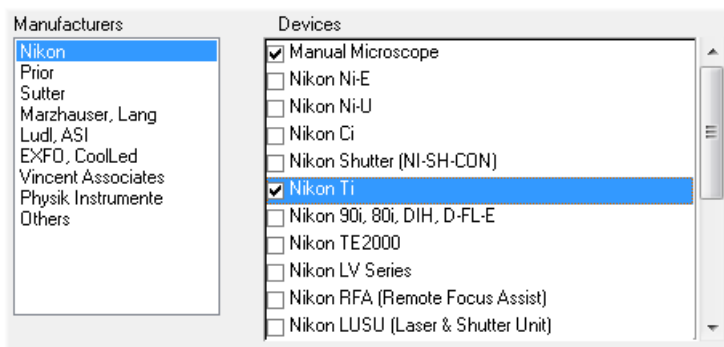 Manufacturers
Nikon
Prior
Sutter
Marzhauser, Lang
Ludl, ASI
EXFO, CoolLed
Vincent Associates
Physik Instrumente
Others
Devices
Manual Microscope
Nikon Ni-E
Nikon Ni-U
Nikon Ci
Nikon Shutter (NI-SH-CON)
Nikon Ti
Nikon 90i, 80i, DIH, D-FL-E
Nikon TE2000
Nikon LV Series
Nikon RFA (Remote Focus Assist)
Nikon LUSU (Laser & Shutter Unit)